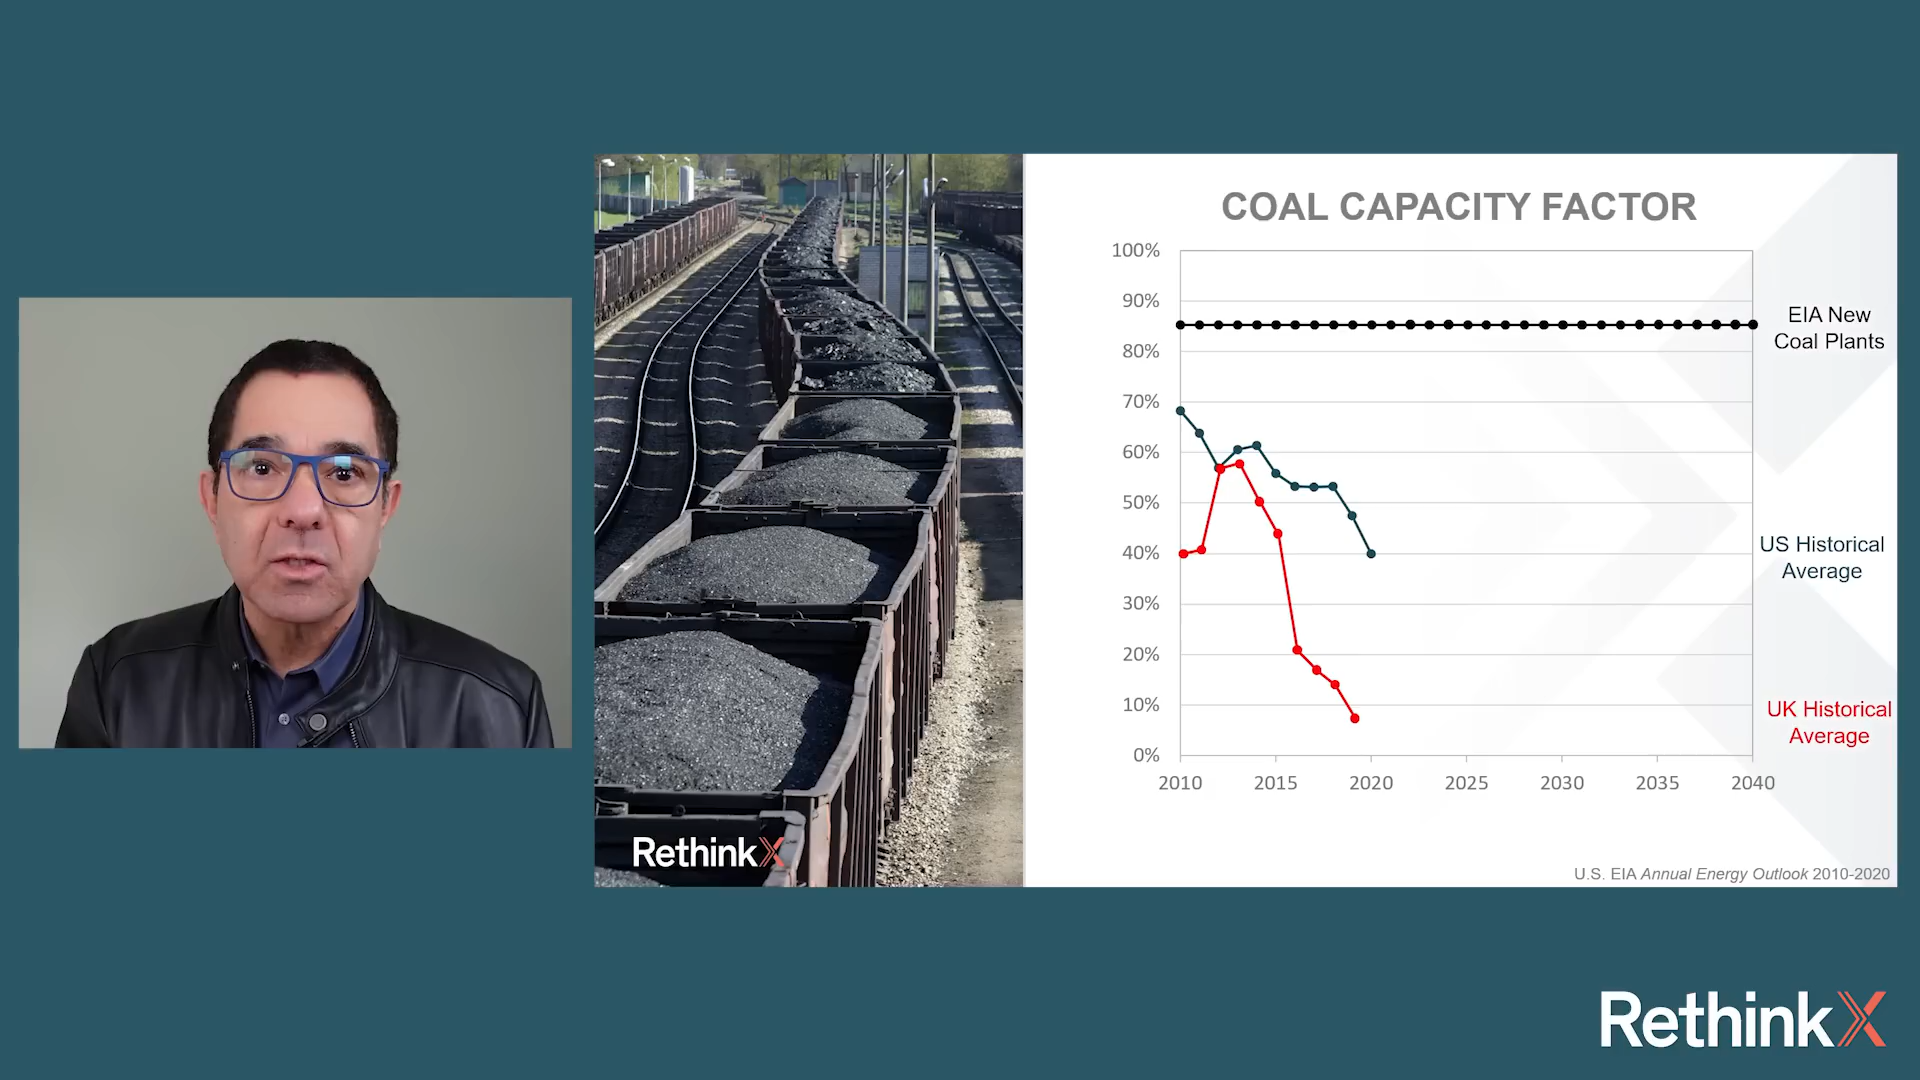 COAL CAPACITY FACTOR
100%
90%
80%
70%
60%
50%
40%
30%
20%
10%
0%
2010 2015 2020 2025 2030 2035 2040
EIA New
Coal Plants
US Historical
Average
UK Historical
Average
RethinkX
U.S. EIA Annual Energy Outlook 2010-2020
RethinkX